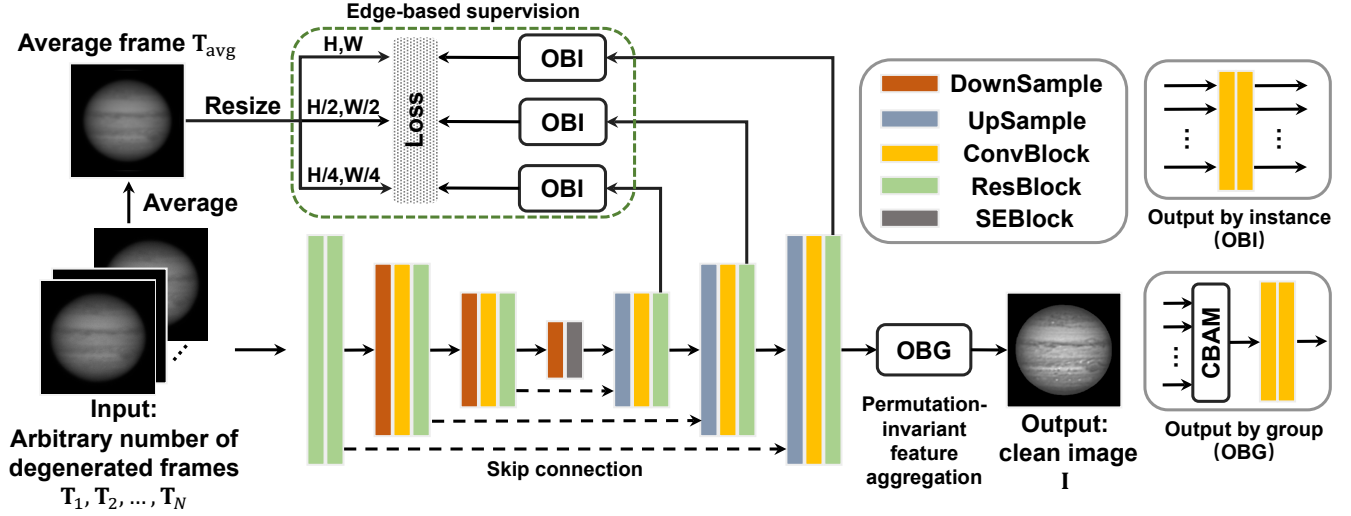 Edge-based supervision
Average frame T_avg
Resize
H,W
H/2,W/2
H/4,W/4
Loss
OBI
OBI
OBI
Average
Input:
Arbitrary number of
degenerated frames
T₁, T₂, … , T_N
Skip connection
OBG
Permutation-
invariant
feature
aggregation
Output:
clean image
I
DownSample
UpSample
ConvBlock
ResBlock
SEBlock
Output by instance
(OBI)
CBAM
Output by group
(OBG)